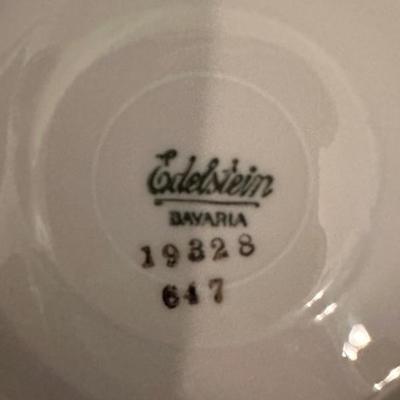 Edelstein
BAVARIA
19328
647